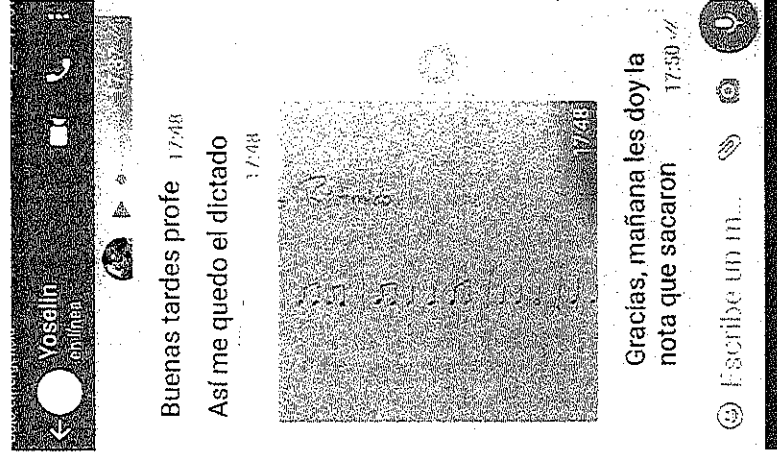 Yoselin
en línea
Buenas tardes profe 17:48
Así me quedo el dictado
17:48
17:48
Gracias, mañana les doy la
nota que sacaron 17:50
Escribe un m...